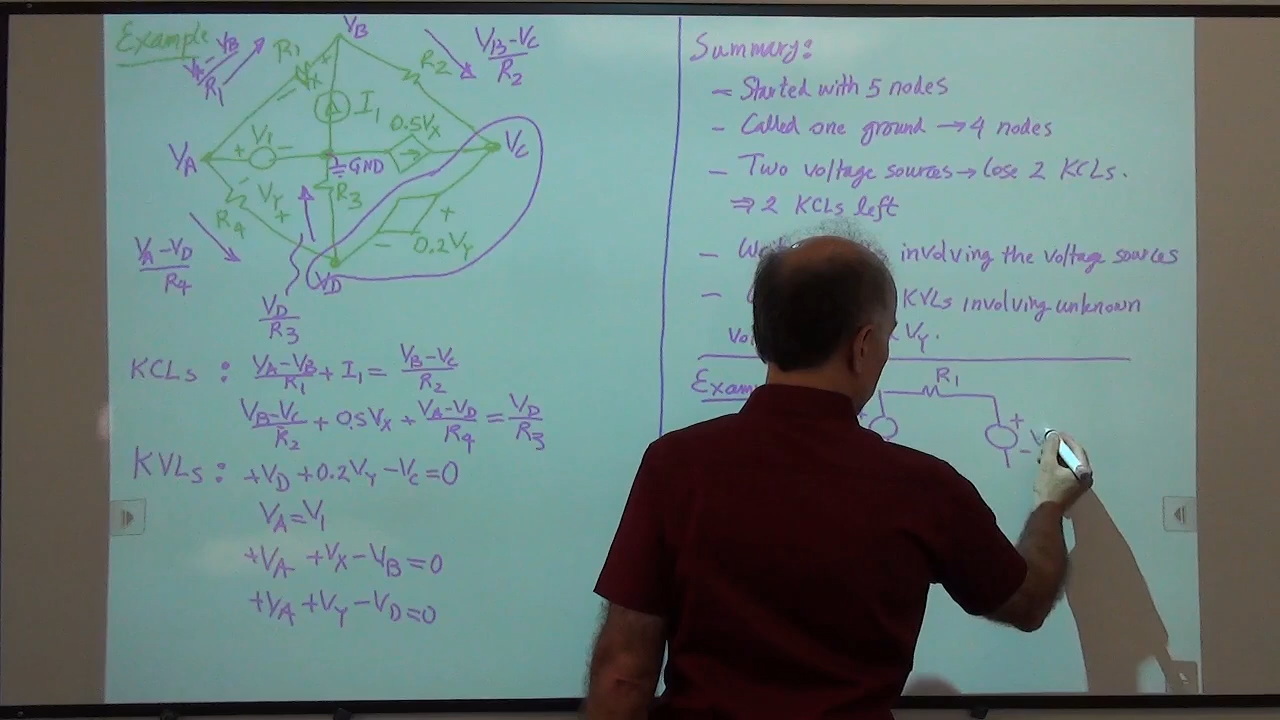 Example
VB
VA-VB
R1
R1
+
VX
-
R2
VB-VC
R2
I1
V1
+ -
0.5VX
VA
GND
VC
-
VY
+
R4
R3
+
-
0.2VY
VA-VD
R4
VD
VD
R3
KCLs : VA-VB/R1 + I1 = VB-VC/R2
VB-VC/R2 + 0.5VX + VA-VD/R4 = VD/R3
KVLs : +VD +0.2VY -VC=0
VA=V1
+VA +VX -VB=0
+VA +VY -VD=0
Summary:
- Started with 5 nodes
- Called one ground → 4 nodes
- Two voltage sources → lose 2 KCLs.
⇒ 2 KCLs left
- involving the voltage sources
- KVLs involving unknown
VY.
R1
+
-
V